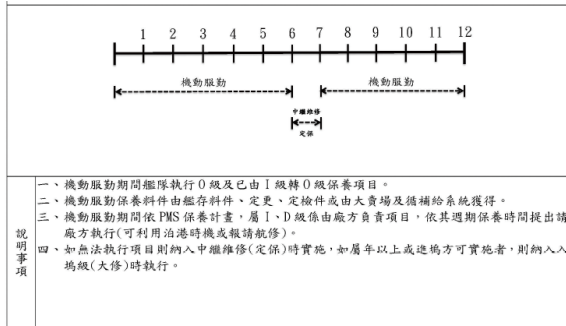 1 2 3 4 5 6 7 8 9 10 11 12
機動服勤 機動服勤
中繼維修
定保
說明事項
一、機動服勤期間艦隊執行O級及已由I級轉O級保養項目。
二、機動服勤保養料件由艦存料件、定更、定檢件或由大賣場及循補給系統獲得。
三、機動服勤期間依PMS保養計畫，屬I、D級係由廠方負責項目，依其週期保養時間提出請
廠方執行(可利用泊港時機或報請航修)。
四、如無法執行項目則納入中繼維修(定保)時實施，如屬年以上或進塢方可實施者，則納入入
塢級(大修)時執行。